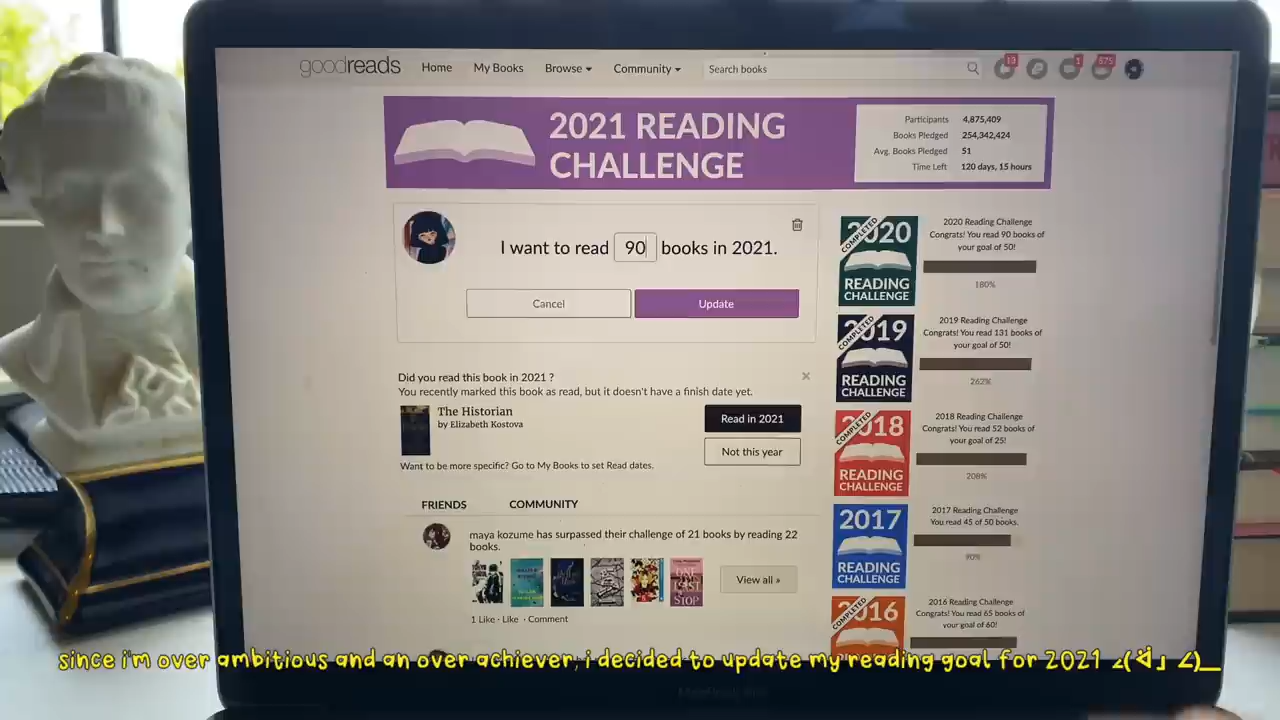 goodreads
Home
My Books
Browse
Community
Search books
13
1
575
2021 READING
CHALLENGE
Participants 4,875,409
Books Pledged 254,342,424
Avg. Books Pledged 51
Time Left 120 days, 15 hours
I want to read 90 books in 2021.
Cancel
Update
Did you read this book in 2021 ?
You recently marked this book as read, but it doesn't have a finish date yet.
The Historian
by Elizabeth Kostova
Read in 2021
Not this year
Want to be more specific? Go to My Books to set Read dates.
FRIENDS
COMMUNITY
maya kozume has surpassed their challenge of 21 books by reading 22
books.
ONE
LAST
STOP
View all »
1 Like · Like · Comment
COMPLETED
2020
READING
CHALLENGE
2020 Reading Challenge
Congrats! You read 90 books of
your goal of 50!
180%
COMPLETED
2019
READING
CHALLENGE
2019 Reading Challenge
Congrats! You read 131 books of
your goal of 50!
262%
COMPLETED
2018
READING
CHALLENGE
2018 Reading Challenge
Congrats! You read 52 books of
your goal of 25!
208%
2017
READING
CHALLENGE
2017 Reading Challenge
You read 45 of 50 books.
90%
COMPLETED
2016
READING
2016 Reading Challenge
Congrats! You read 65 books of
your goal of 60!
since i'm over ambitious and an over achiever, i decided to update my reading goal for 2021